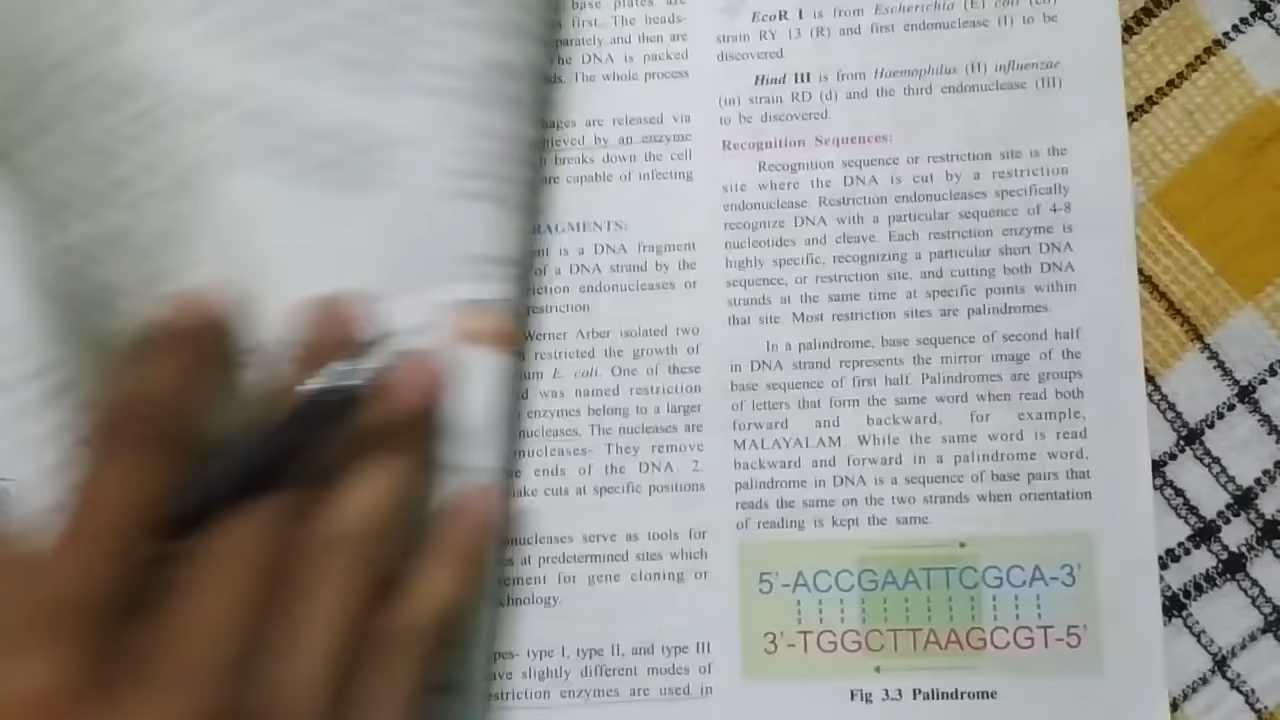 base plates are
first. The heads-
parately and then are
he DNA is packed
ds. The whole process
ages are released via
ieved by an enzyme
breaks down the cell
are capable of infecting
RAGMENTS:
nt is a DNA fragment
of a DNA strand by the
iction endonucleases or
restriction
Werner Arber isolated two
restricted the growth of
um E. coli. One of these
d was named restriction
enzymes belong to a larger
nucleases. The nucleases are
nucleases- They remove
e ends of the DNA. 2.
ake cuts at specific positions
nucleases serve as tools for
s at predetermined sites which
ement for gene cloning or
chnology.
pes- type I, type II, and type III
ave slightly different modes of
striction enzymes are used in
EcoR I is from Escherichia (E) coli (co)
strain RY 13 (R) and first endonuclease (I) to be
discovered.
Hind III is from Haemophilus (H) influenzae
(in) strain RD (d) and the third endonuclease (III)
to be discovered.
Recognition Sequences:
Recognition sequence or restriction site is the
site where the DNA is cut by a restriction
endonuclease. Restriction endonucleases specifically
recognize DNA with a particular sequence of 4-8
nucleotides and cleave. Each restriction enzyme is
highly specific, recognizing a particular short DNA
sequence, or restriction site, and cutting both DNA
strands at the same time at specific points within
that site. Most restriction sites are palindromes.
In a palindrome, base sequence of second half
in DNA strand represents the mirror image of the
base sequence of first half. Palindromes are groups
of letters that form the same word when read both
forward and backward, for example,
MALAYALAM. While the same word is read
backward and forward in a palindrome word,
palindrome in DNA is a sequence of base pairs that
reads the same on the two strands when orientation
of reading is kept the same.
5'-ACCGAATTCGCA-3'
3'-TGGCTTAAGCGT-5'
Fig 3.3 Palindrome